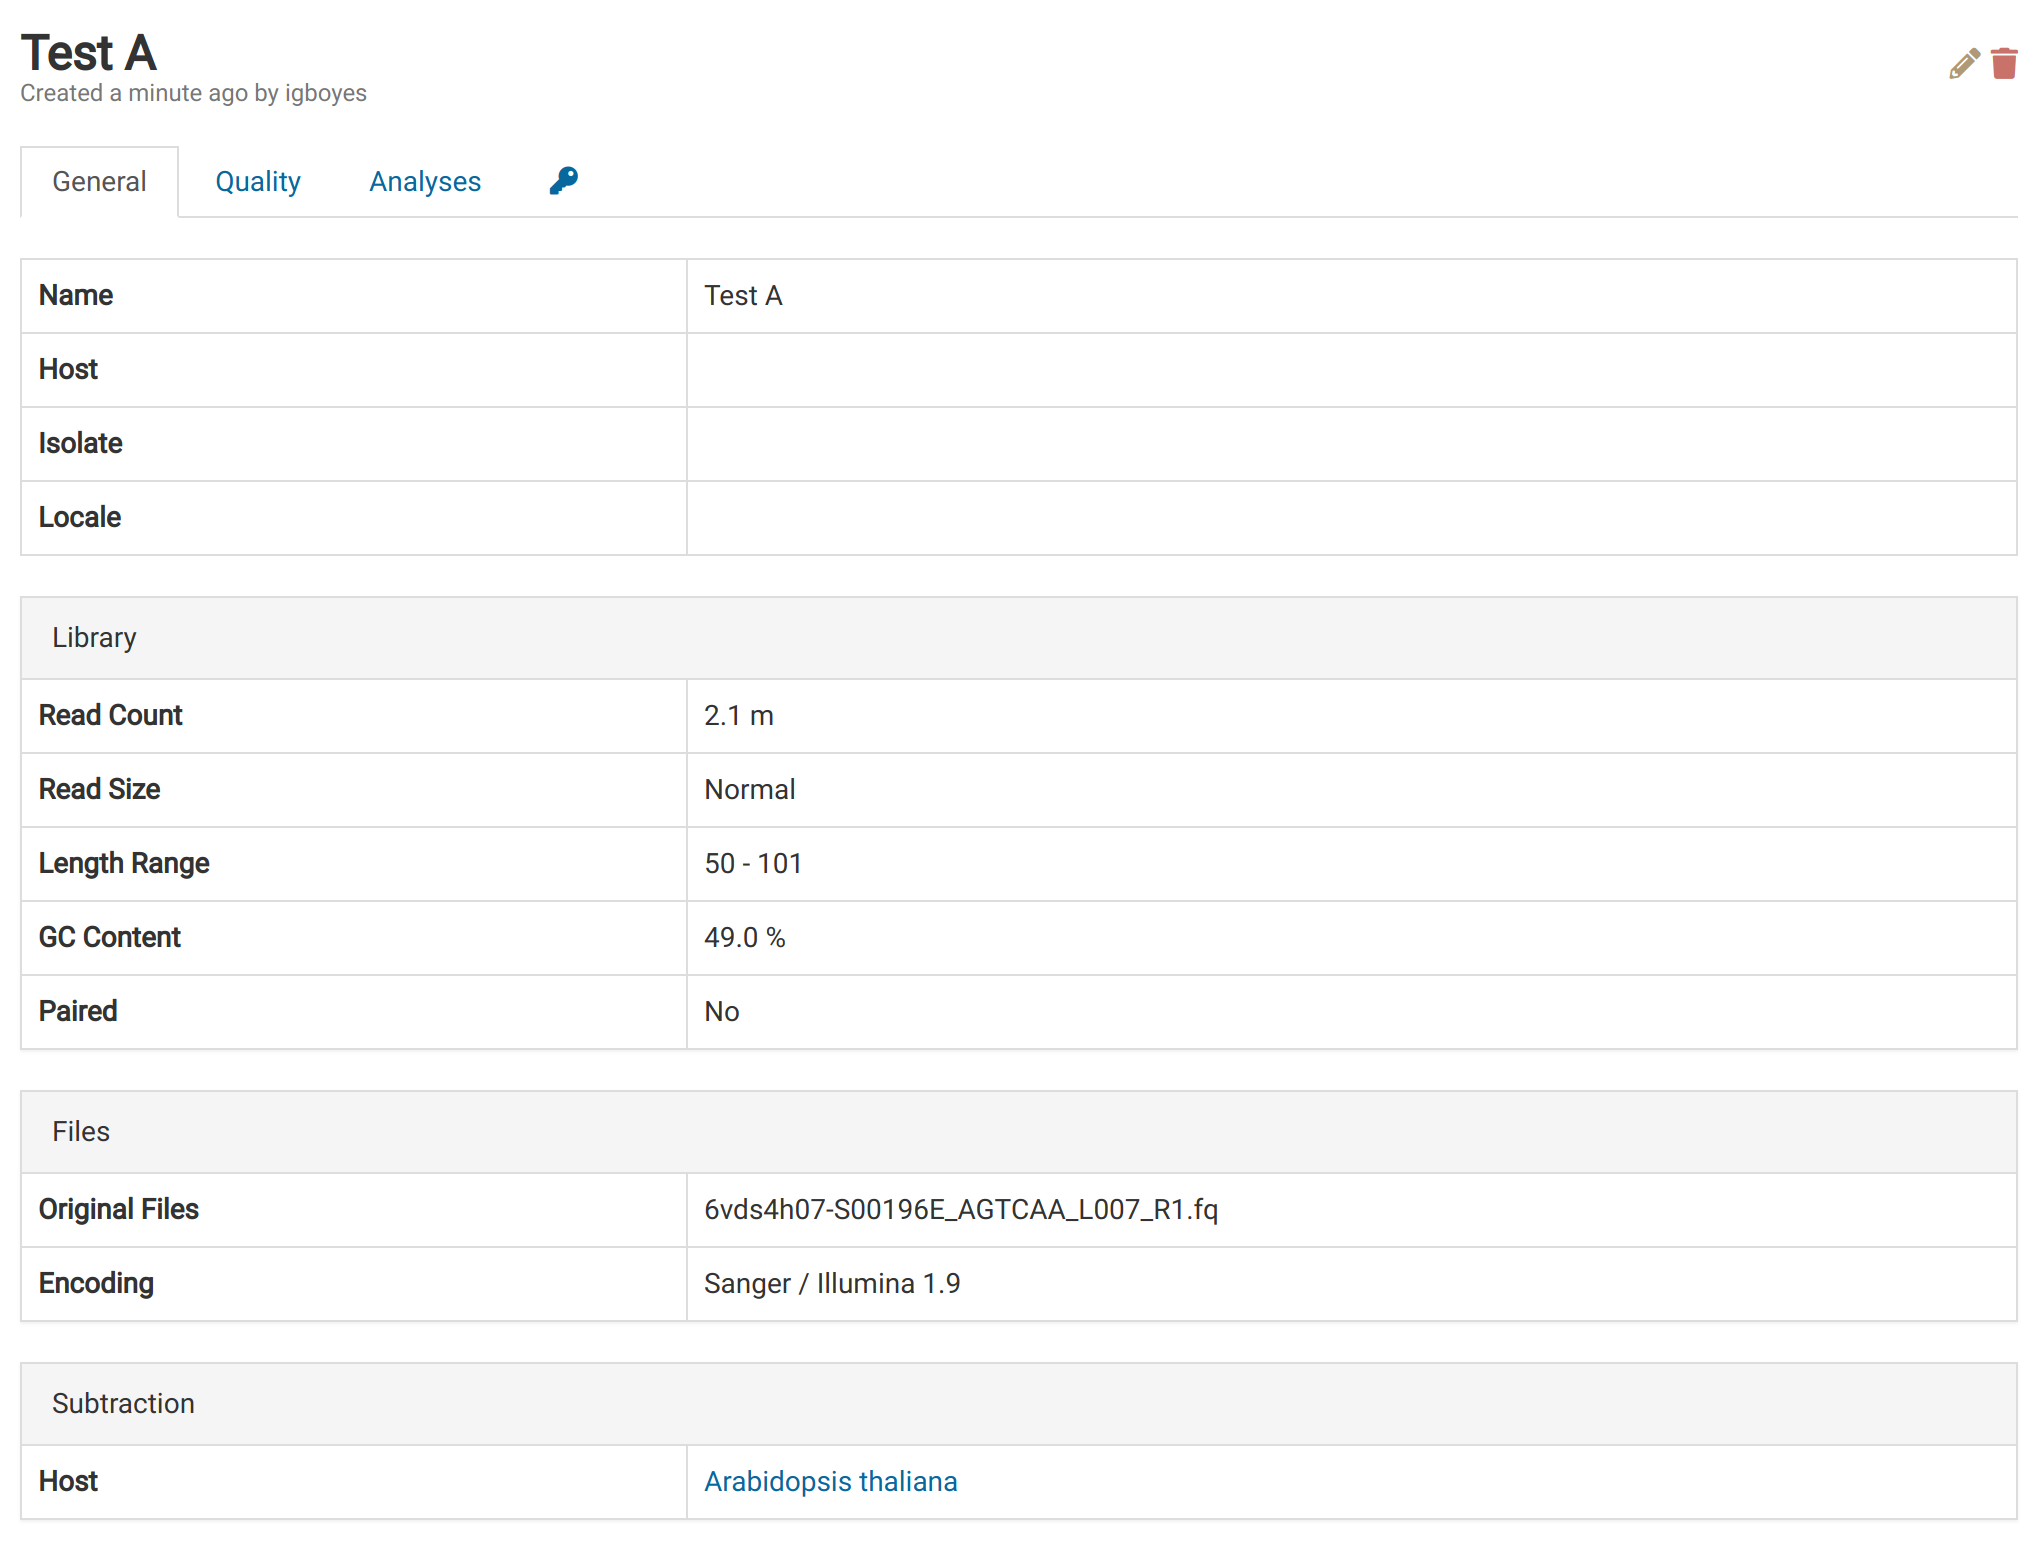 Test A
Created a minute ago by igboyes
General Quality Analyses
Name Test A
Host
Isolate
Locale
Library
Read Count 2.1 m
Read Size Normal
Length Range 50 - 101
GC Content 49.0 %
Paired No
Files
Original Files 6vds4h07-S00196E_AGTCAA_L007_R1.fq
Encoding Sanger / Illumina 1.9
Subtraction
Host Arabidopsis thaliana